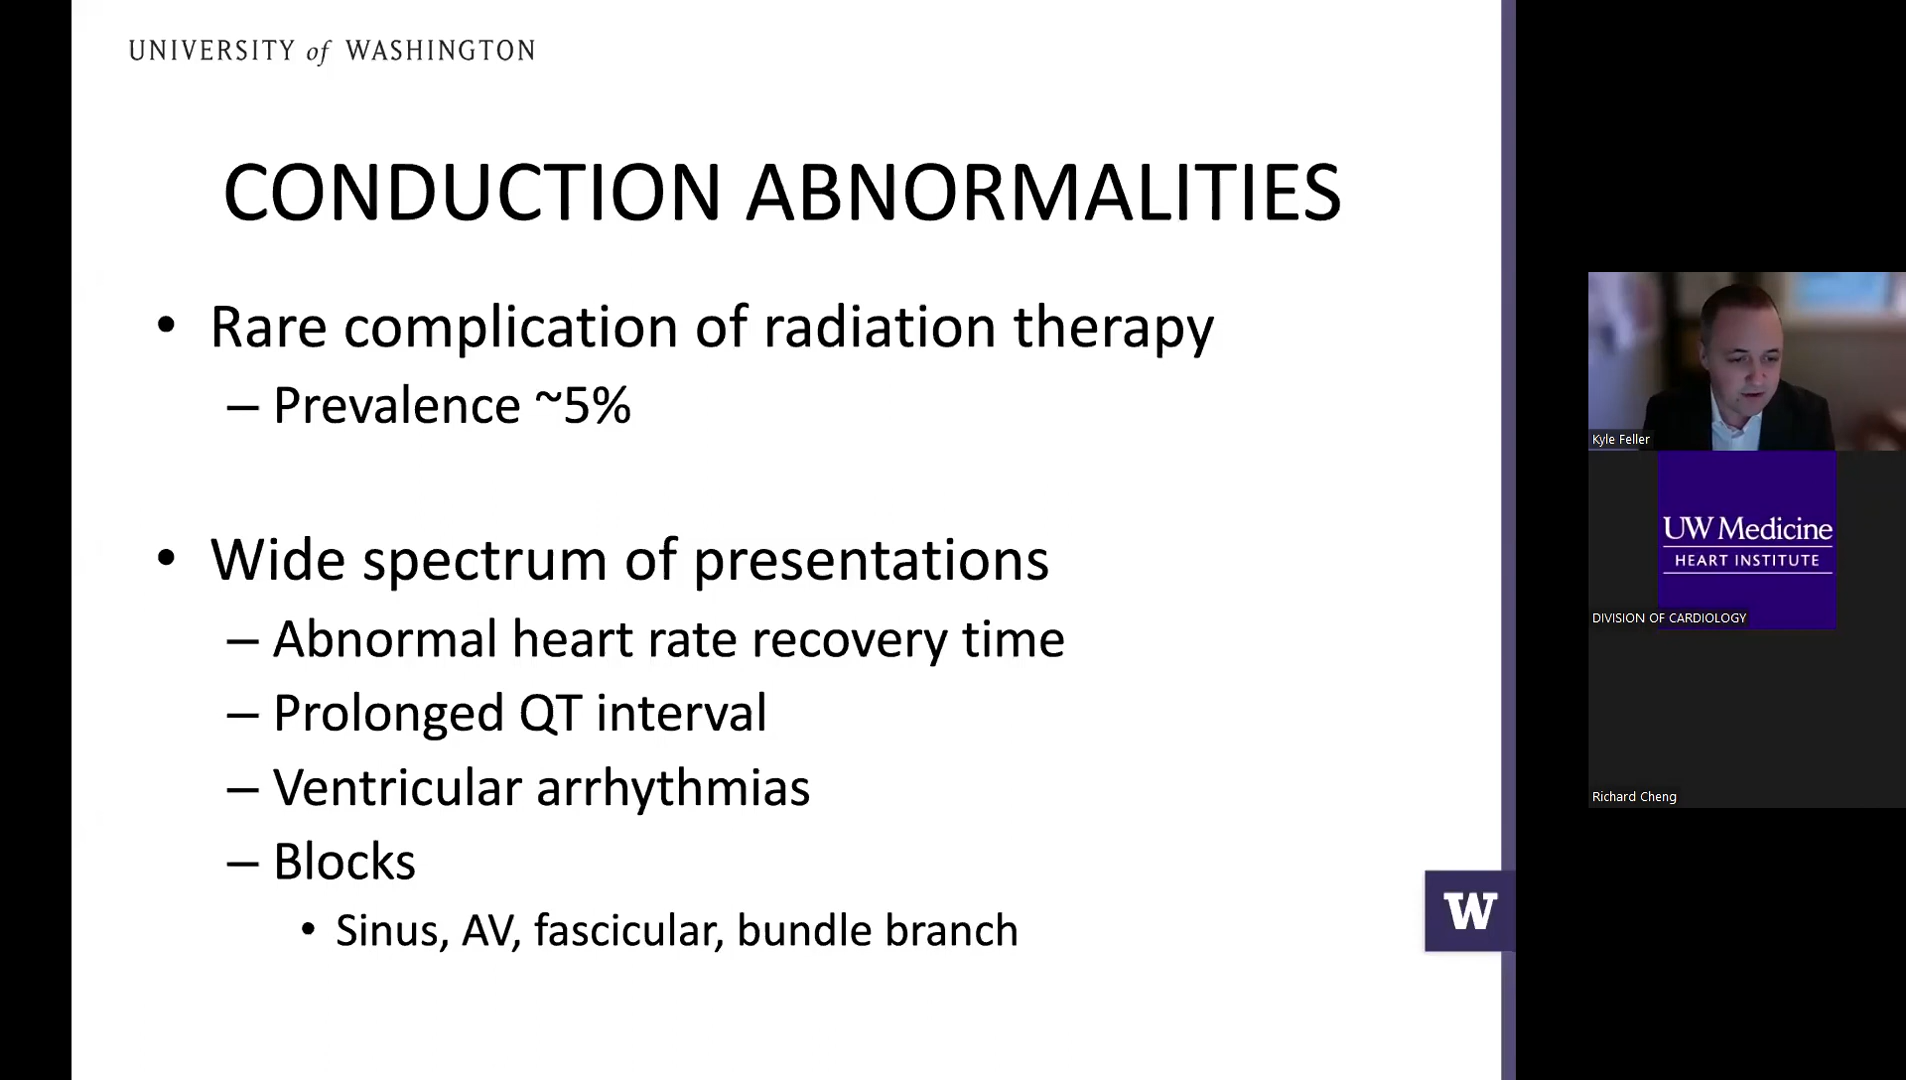 UNIVERSITY of WASHINGTON
CONDUCTION ABNORMALITIES
• Rare complication of radiation therapy
– Prevalence ~5%
• Wide spectrum of presentations
– Abnormal heart rate recovery time
– Prolonged QT interval
– Ventricular arrhythmias
– Blocks
• Sinus, AV, fascicular, bundle branch
W
Kyle Feller
UW Medicine
HEART INSTITUTE
DIVISION OF CARDIOLOGY
Richard Cheng